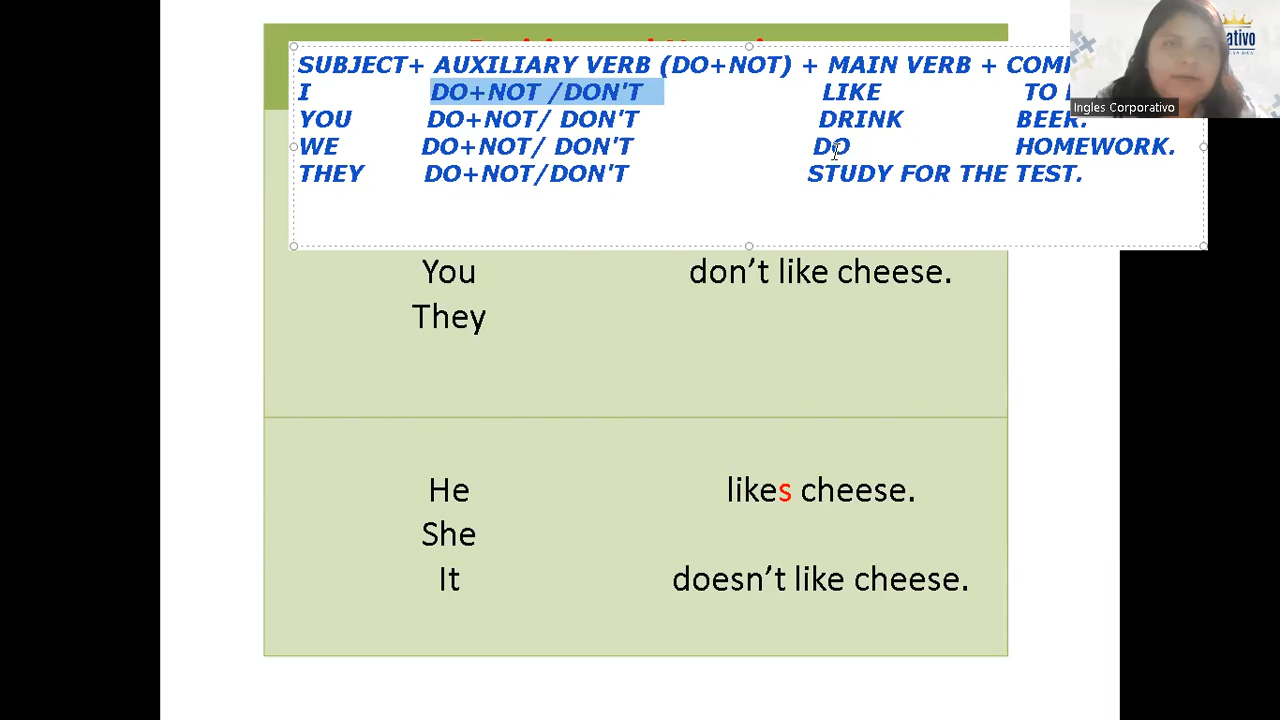 SUBJECT+ AUXILIARY VERB (DO+NOT) + MAIN VERB +
I DO+NOT /DON'T LIKE TO
YOU DO+NOT/ DON'T DRINK BEER.
WE DO+NOT/ DON'T DO HOMEWORK.
THEY DO+NOT/DON'T STUDY FOR THE TEST.
Ingles Corporativo
You don't like cheese.
They
He likes cheese.
She
It doesn't like cheese.